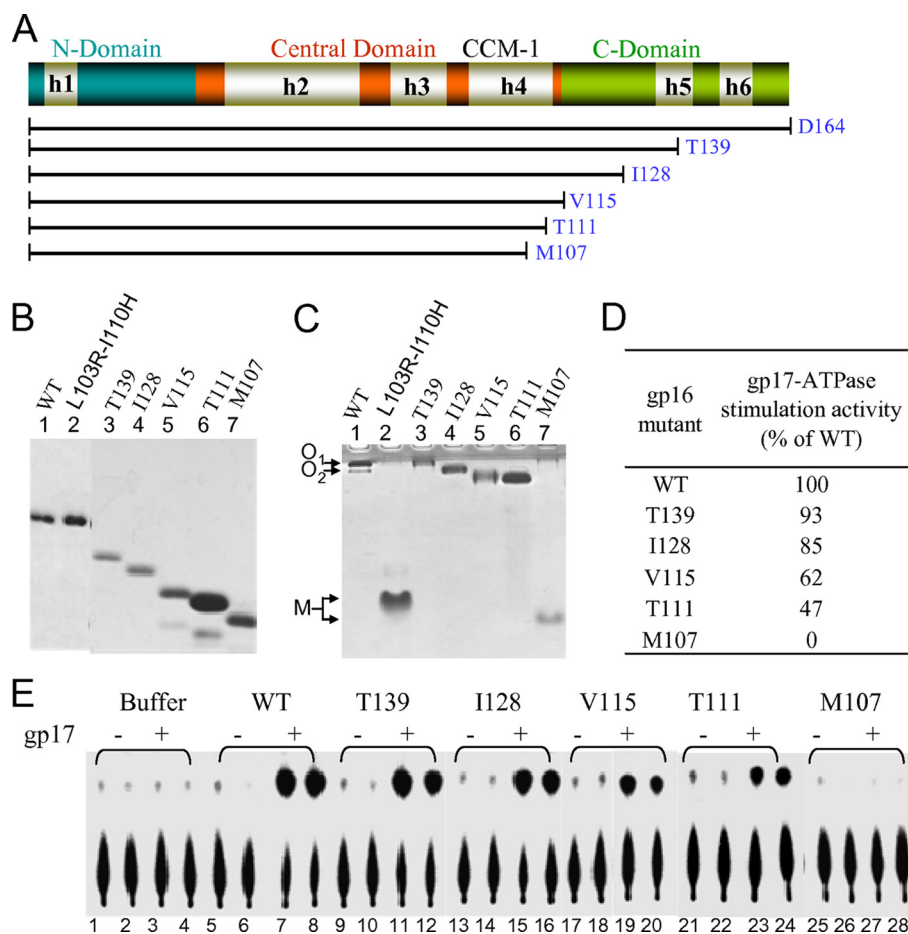 A
N-Domain Central Domain CCM-1 C-Domain
h1 h2 h3 h4 h5 h6
D164
T139
I128
V115
T111
M107
B
WT L103R-I110H T139 I128 V115 T111 M107
1 2 3 4 5 6 7
C
WT L103R-I110H T139 I128 V115 T111 M107
1 2 3 4 5 6 7
O1
O2
M
D
gp16 mutant gp17-ATPase stimulation activity (% of WT)
WT 100
T139 93
I128 85
V115 62
T111 47
M107 0
E
Buffer WT T139 I128 V115 T111 M107
gp17 - + - + - + - + - + - + - +
1 2 3 4 5 6 7 8 9 10 11 12 13 14 15 16 17 18 19 20 21 22 23 24 25 26 27 28